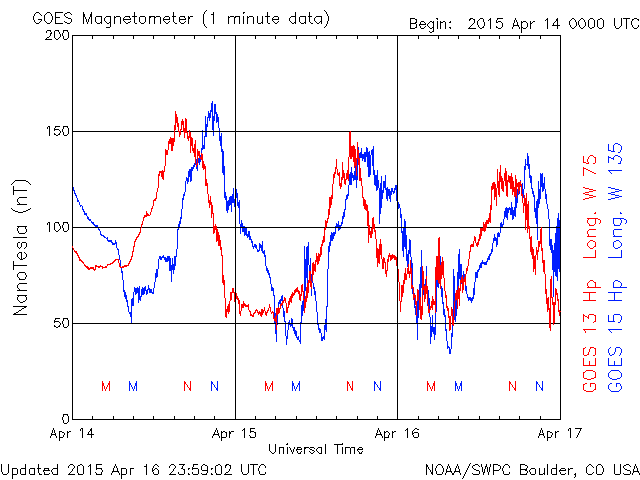 GOES Magnetometer (1 minute data)
Begin: 2015 Apr 14 0000 UTC
200
150
100
50
0
NanoTesla (nT)
M M N N M M N N M M N N
Apr 14 Apr 15 Apr 16 Apr 17
Universal Time
GOES 13 Hp Long. W 75
GOES 15 Hp Long. W 135
Updated 2015 Apr 16 23:59:02 UTC
NOAA/SWPC Boulder, CO USA